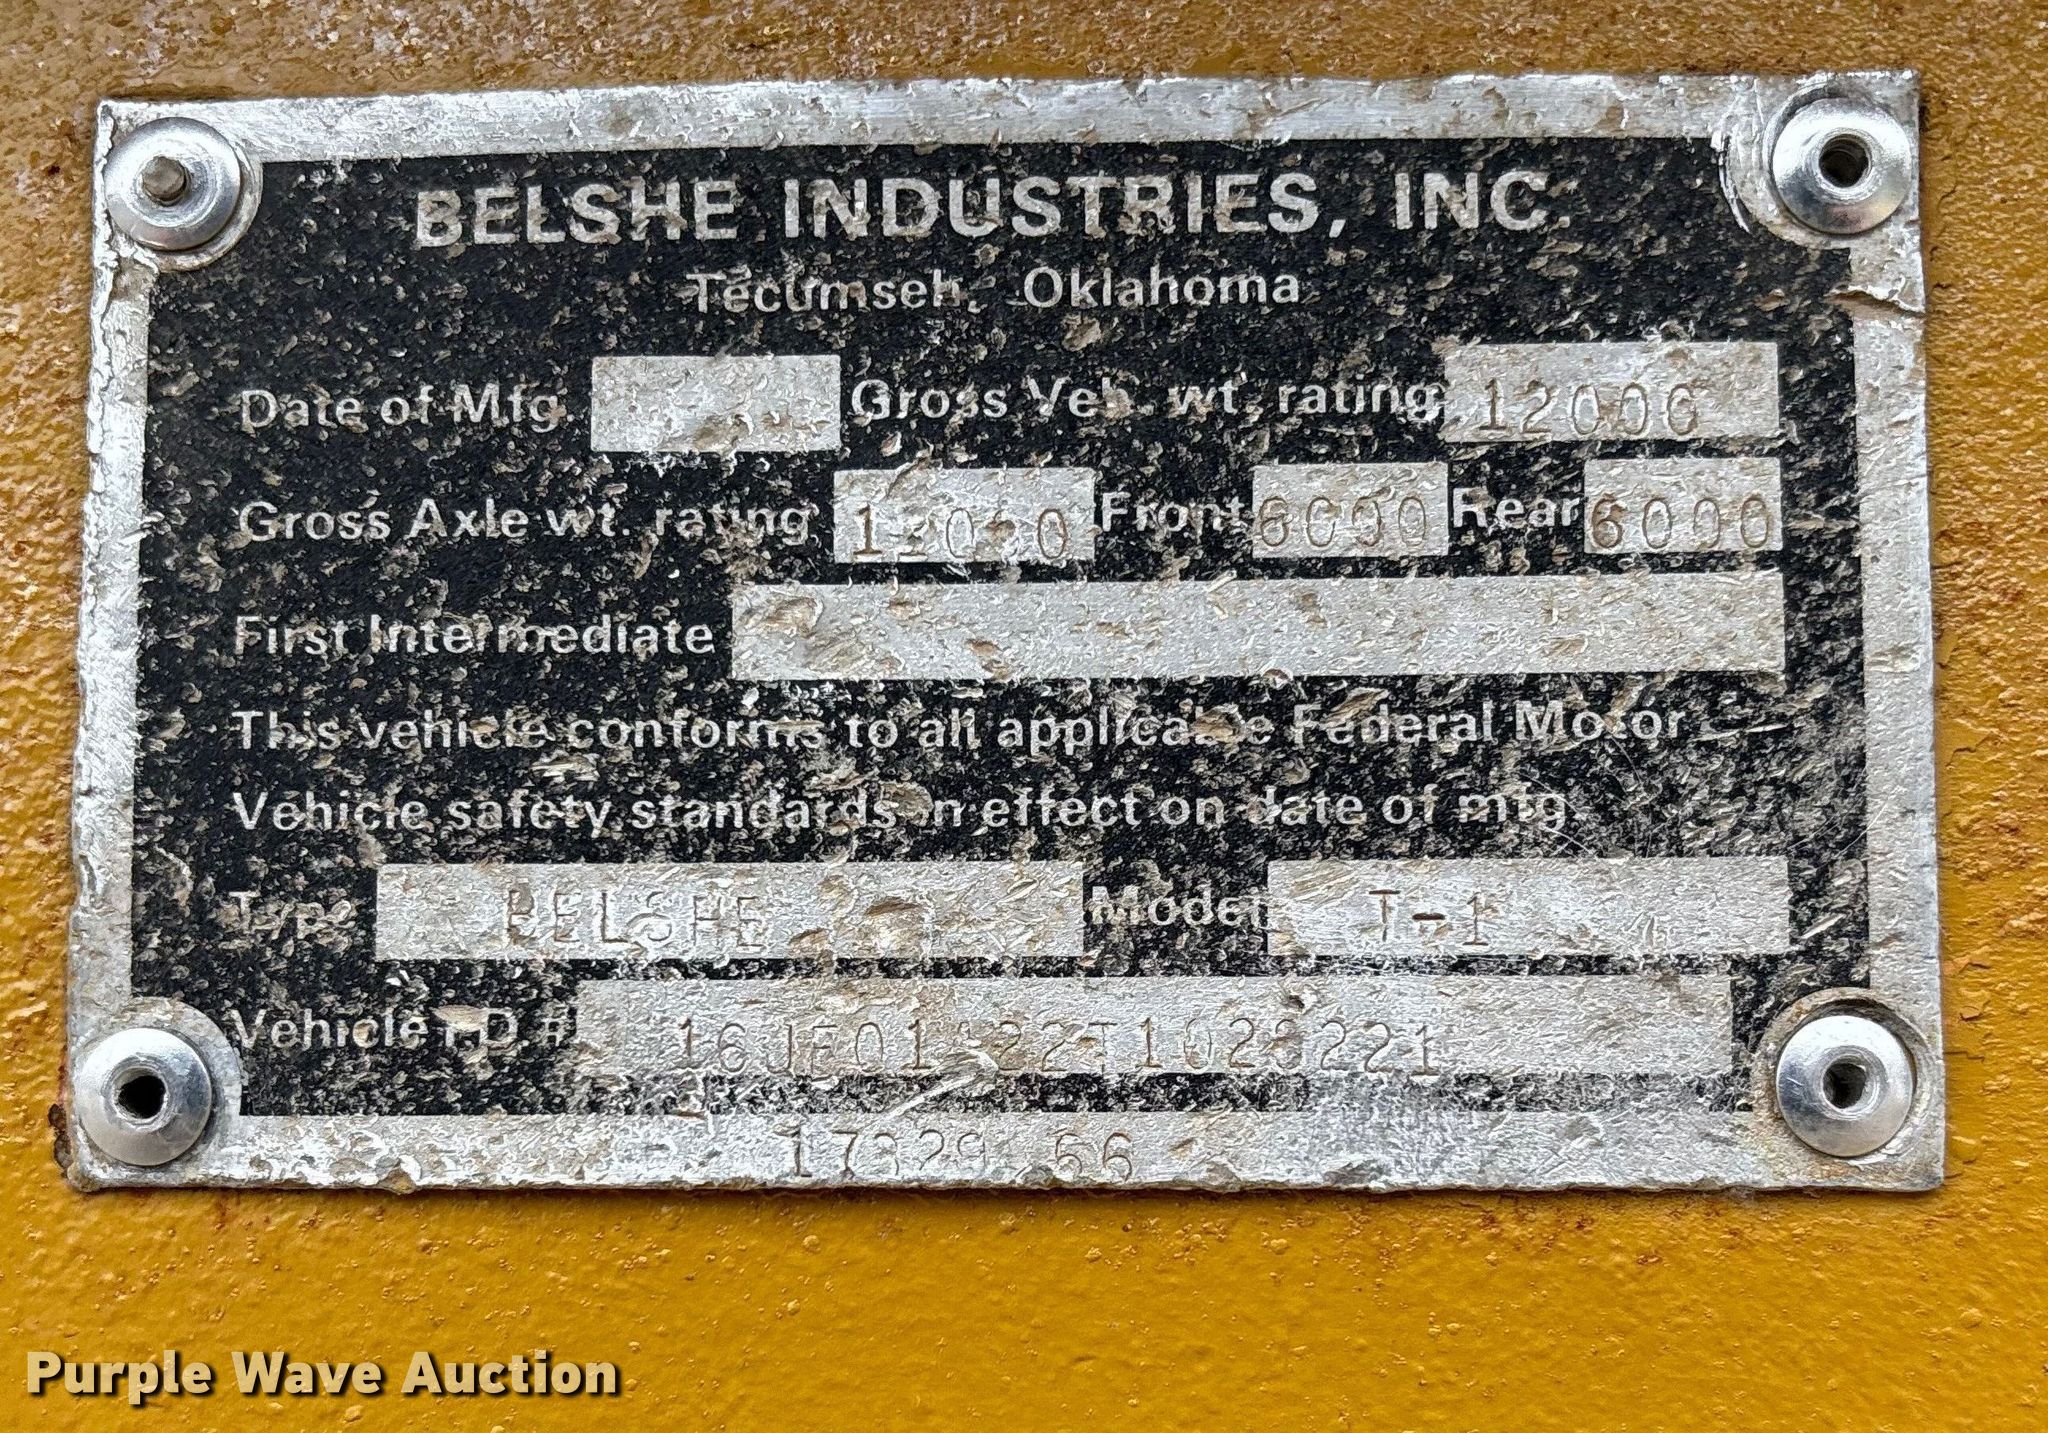 BELSHE INDUSTRIES, INC.
Tecumseh, Oklahoma
Date of Mfg Gross Veh. wt. rating 12000
Gross Axle wt. rating 12000 Front 6000 Rear 6000
First Intermediate
This vehicle conforms to all applicable Federal Motor
Vehicle safety standards in effect on date of mfg.
Type BELSHE Model T-1
Vehicle I.D. #
66
Purple Wave Auction